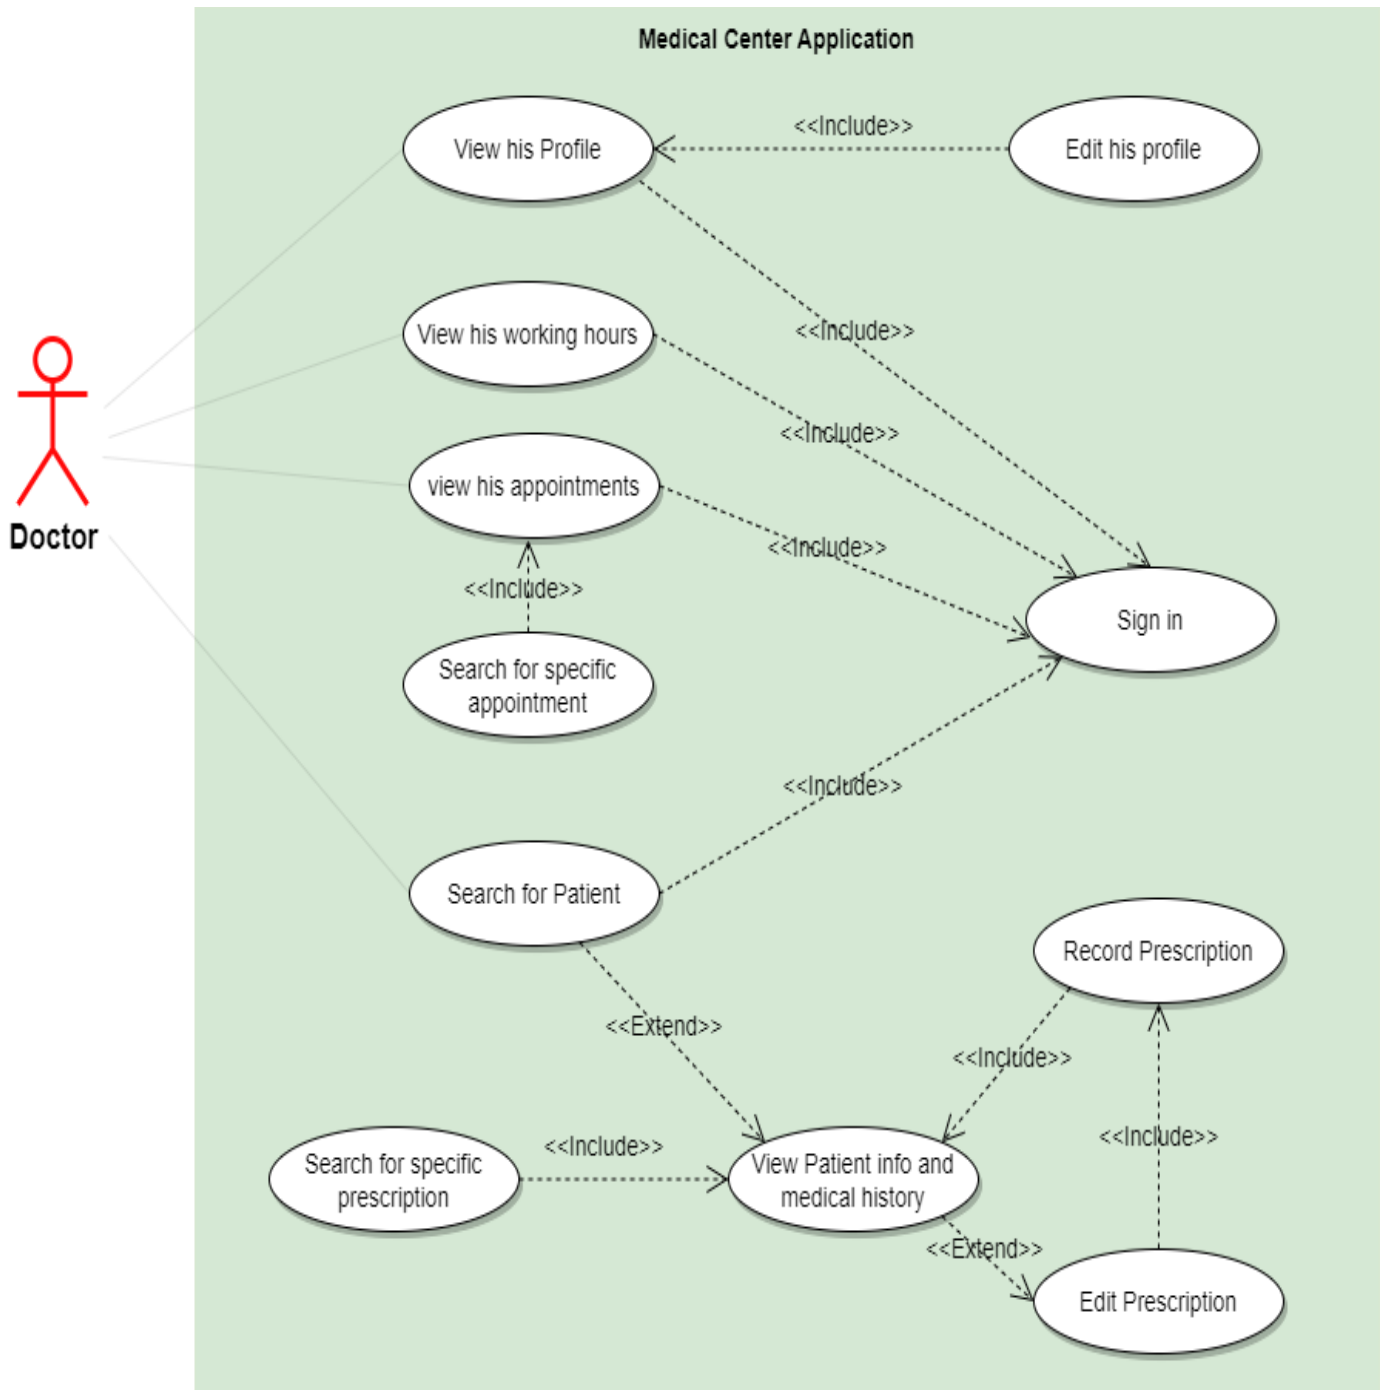 Medical Center Application
<<Include>>
View his Profile
Edit his profile
<<Include>>
View his working hours
<<Include>>
view his appointments
<<Include>>
Doctor
<<Include>>
Sign in
Search for specific
appointment
<<Include>>
Search for Patient
Record Prescription
<<Extend>>
<<Include>>
<<Include>>
<<Include>>
Search for specific
prescription
View Patient info and
medical history
<<Extend>>
Edit Prescription